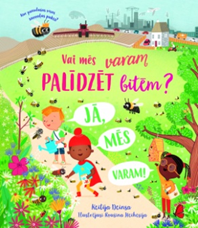 Vai mēs varam
PALĪDZĒT bitēm?
JĀ,
MĒS
VARAM!
Keitija Deinsa